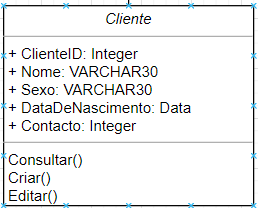 Cliente
+ ClienteID: Integer
+ Nome: VARCHAR30
+ Sexo: VARCHAR30
+ DataDeNascimento: Data
+ Contacto: Integer
Consultar()
Criar()
Editar()